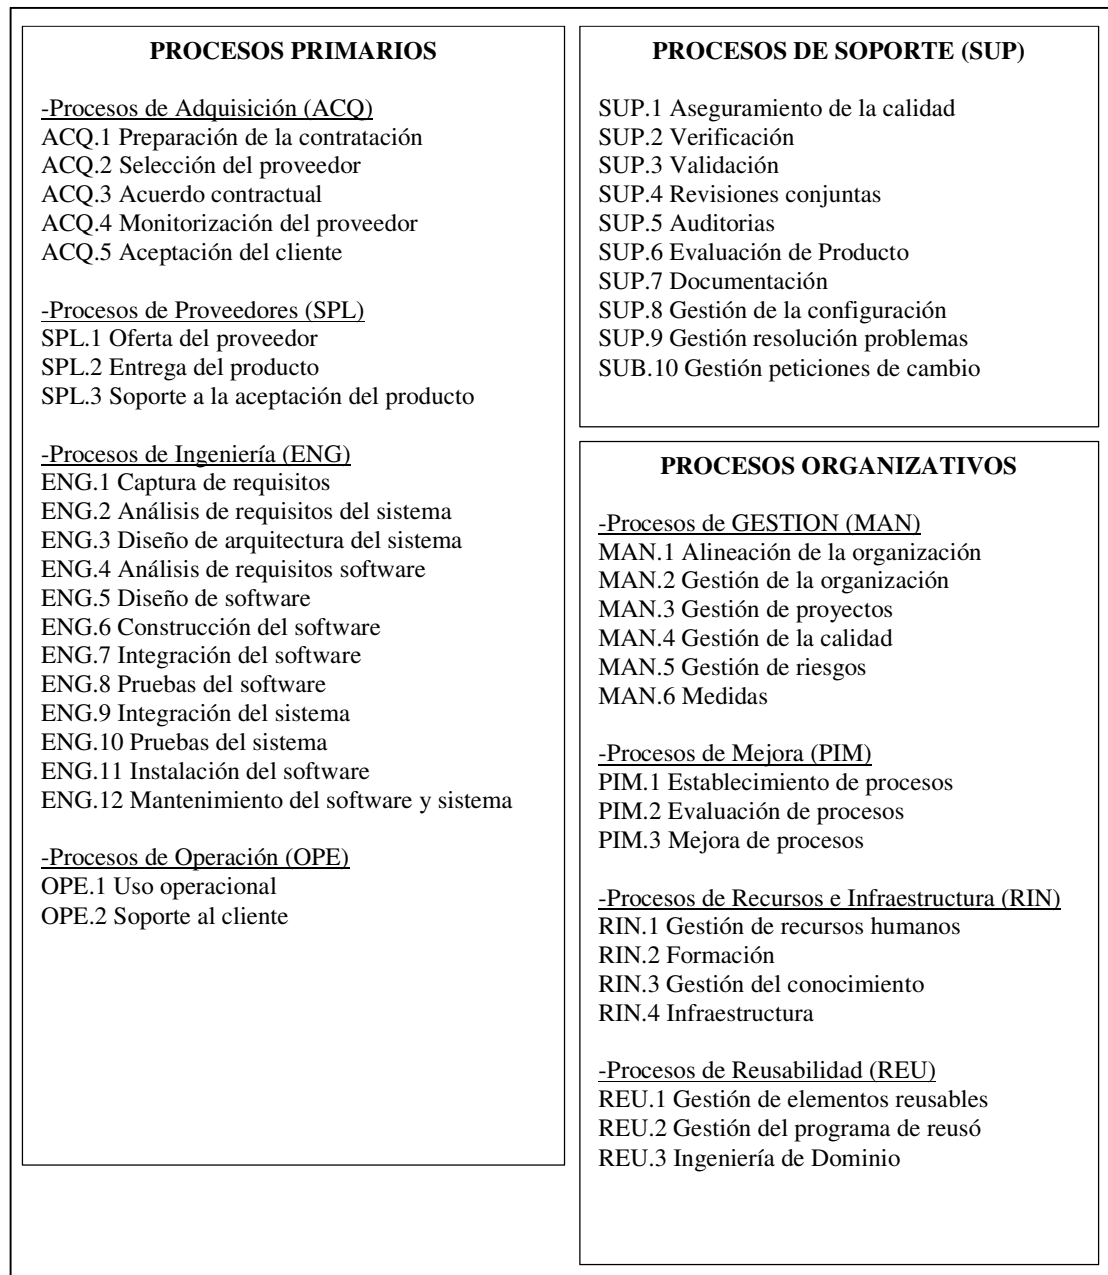 PROCESOS PRIMARIOS
-Procesos de Adquisición (ACQ)
ACQ.1 Preparación de la contratación
ACQ.2 Selección del proveedor
ACQ.3 Acuerdo contractual
ACQ.4 Monitorización del proveedor
ACQ.5 Aceptación del cliente
-Procesos de Proveedores (SPL)
SPL.1 Oferta del proveedor
SPL.2 Entrega del producto
SPL.3 Soporte a la aceptación del producto
-Procesos de Ingeniería (ENG)
ENG.1 Captura de requisitos
ENG.2 Análisis de requisitos del sistema
ENG.3 Diseño de arquitectura del sistema
ENG.4 Análisis de requisitos software
ENG.5 Diseño de software
ENG.6 Construcción del software
ENG.7 Integración del software
ENG.8 Pruebas del software
ENG.9 Integración del sistema
ENG.10 Pruebas del sistema
ENG.11 Instalación del software
ENG.12 Mantenimiento del software y sistema
-Procesos de Operación (OPE)
OPE.1 Uso operacional
OPE.2 Soporte al cliente
PROCESOS DE SOPORTE (SUP)
SUP.1 Aseguramiento de la calidad
SUP.2 Verificación
SUP.3 Validación
SUP.4 Revisiones conjuntas
SUP.5 Auditorias
SUP.6 Evaluación de Producto
SUP.7 Documentación
SUP.8 Gestión de la configuración
SUP.9 Gestión resolución problemas
SUB.10 Gestión peticiones de cambio
PROCESOS ORGANIZATIVOS
-Procesos de GESTION (MAN)
MAN.1 Alineación de la organización
MAN.2 Gestión de la organización
MAN.3 Gestión de proyectos
MAN.4 Gestión de la calidad
MAN.5 Gestión de riesgos
MAN.6 Medidas
-Procesos de Mejora (PIM)
PIM.1 Establecimiento de procesos
PIM.2 Evaluación de procesos
PIM.3 Mejora de procesos
-Procesos de Recursos e Infraestructura (RIN)
RIN.1 Gestión de recursos humanos
RIN.2 Formación
RIN.3 Gestión del conocimiento
RIN.4 Infraestructura
-Procesos de Reusabilidad (REU)
REU.1 Gestión de elementos reusables
REU.2 Gestión del programa de reusó
REU.3 Ingeniería de Dominio